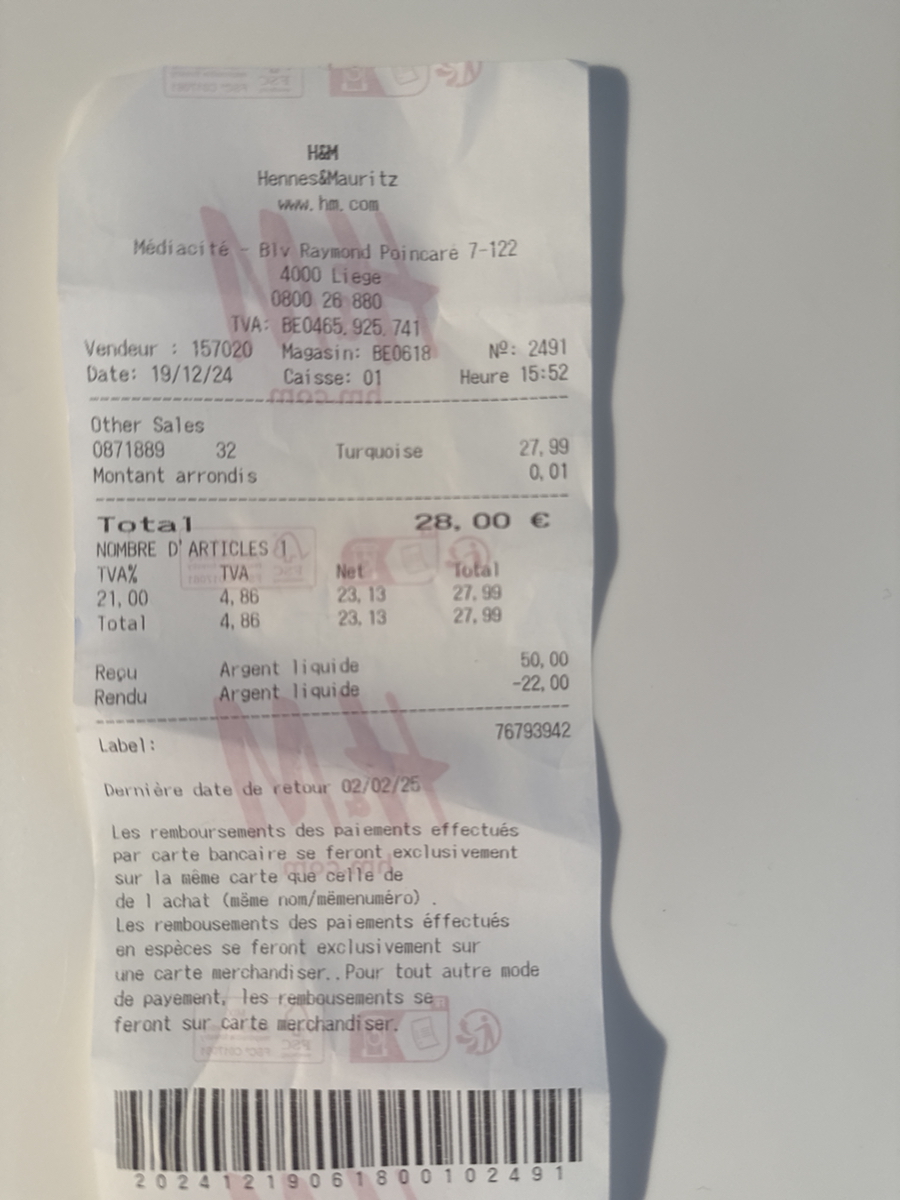 H&M
Hennes&Mauritz
www.hm.com
Médiacité - Blv Raymond Poincaré 7-122
4000 Liege
0800 26 880
TVA: BE0465.925.741
Vendeur : 157020 Magasin: BE0618 Nº: 2491
Date: 19/12/24 Caisse: 01 Heure 15:52
hm.com
Other Sales
0871889 32 Turquoise 27,99
Montant arrondis 0,01
Total 28,00 €
NOMBRE D'ARTICLES 1
TVA% TVA Net Total
21,00 4,86 23,13 27,99
Total 4,86 23,13 27,99
Reçu Argent liquide 50,00
Rendu Argent liquide -22,00
Label: 76793942
Dernière date de retour 02/02/25
Les remboursements des paiements effectués
par carte bancaire se feront exclusivement
sur la même carte que celle de
de l achat (même nom/mêmenuméro) .
Les rembousements des paiements éffectués
en espèces se feront exclusivement sur
une carte merchandiser..Pour tout autre mode
de payement, les rembousements se
feront sur carte merchandiser.
2024121906180010 2491